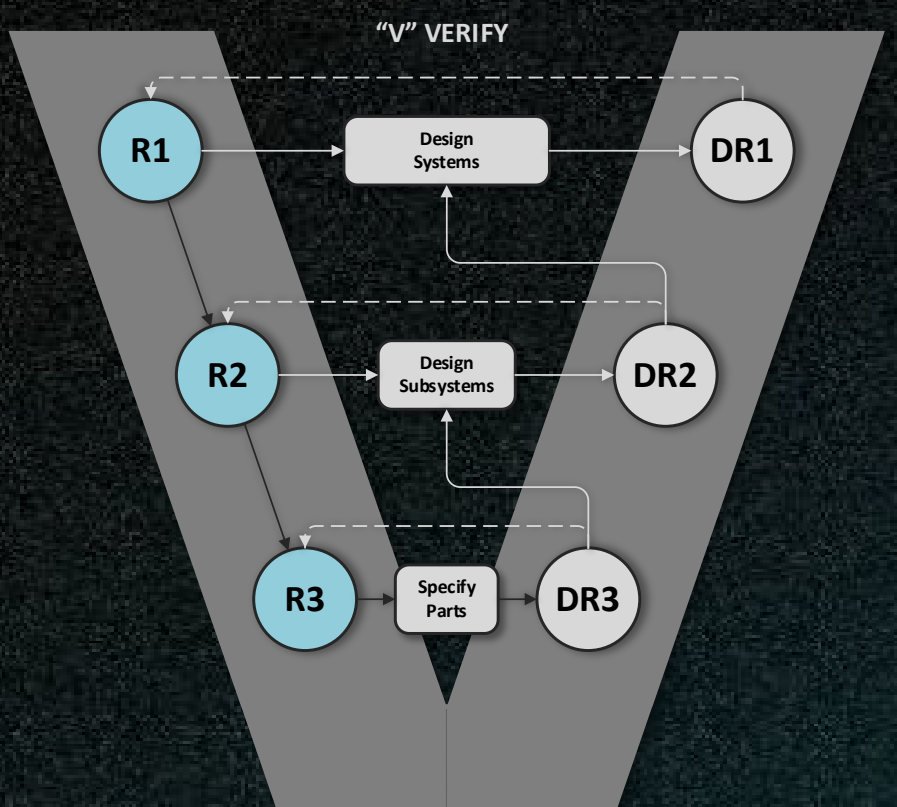 “V” VERIFY
R1
Design
Systems
DR1
R2
Design
Subsystems
DR2
R3
Specify
Parts
DR3